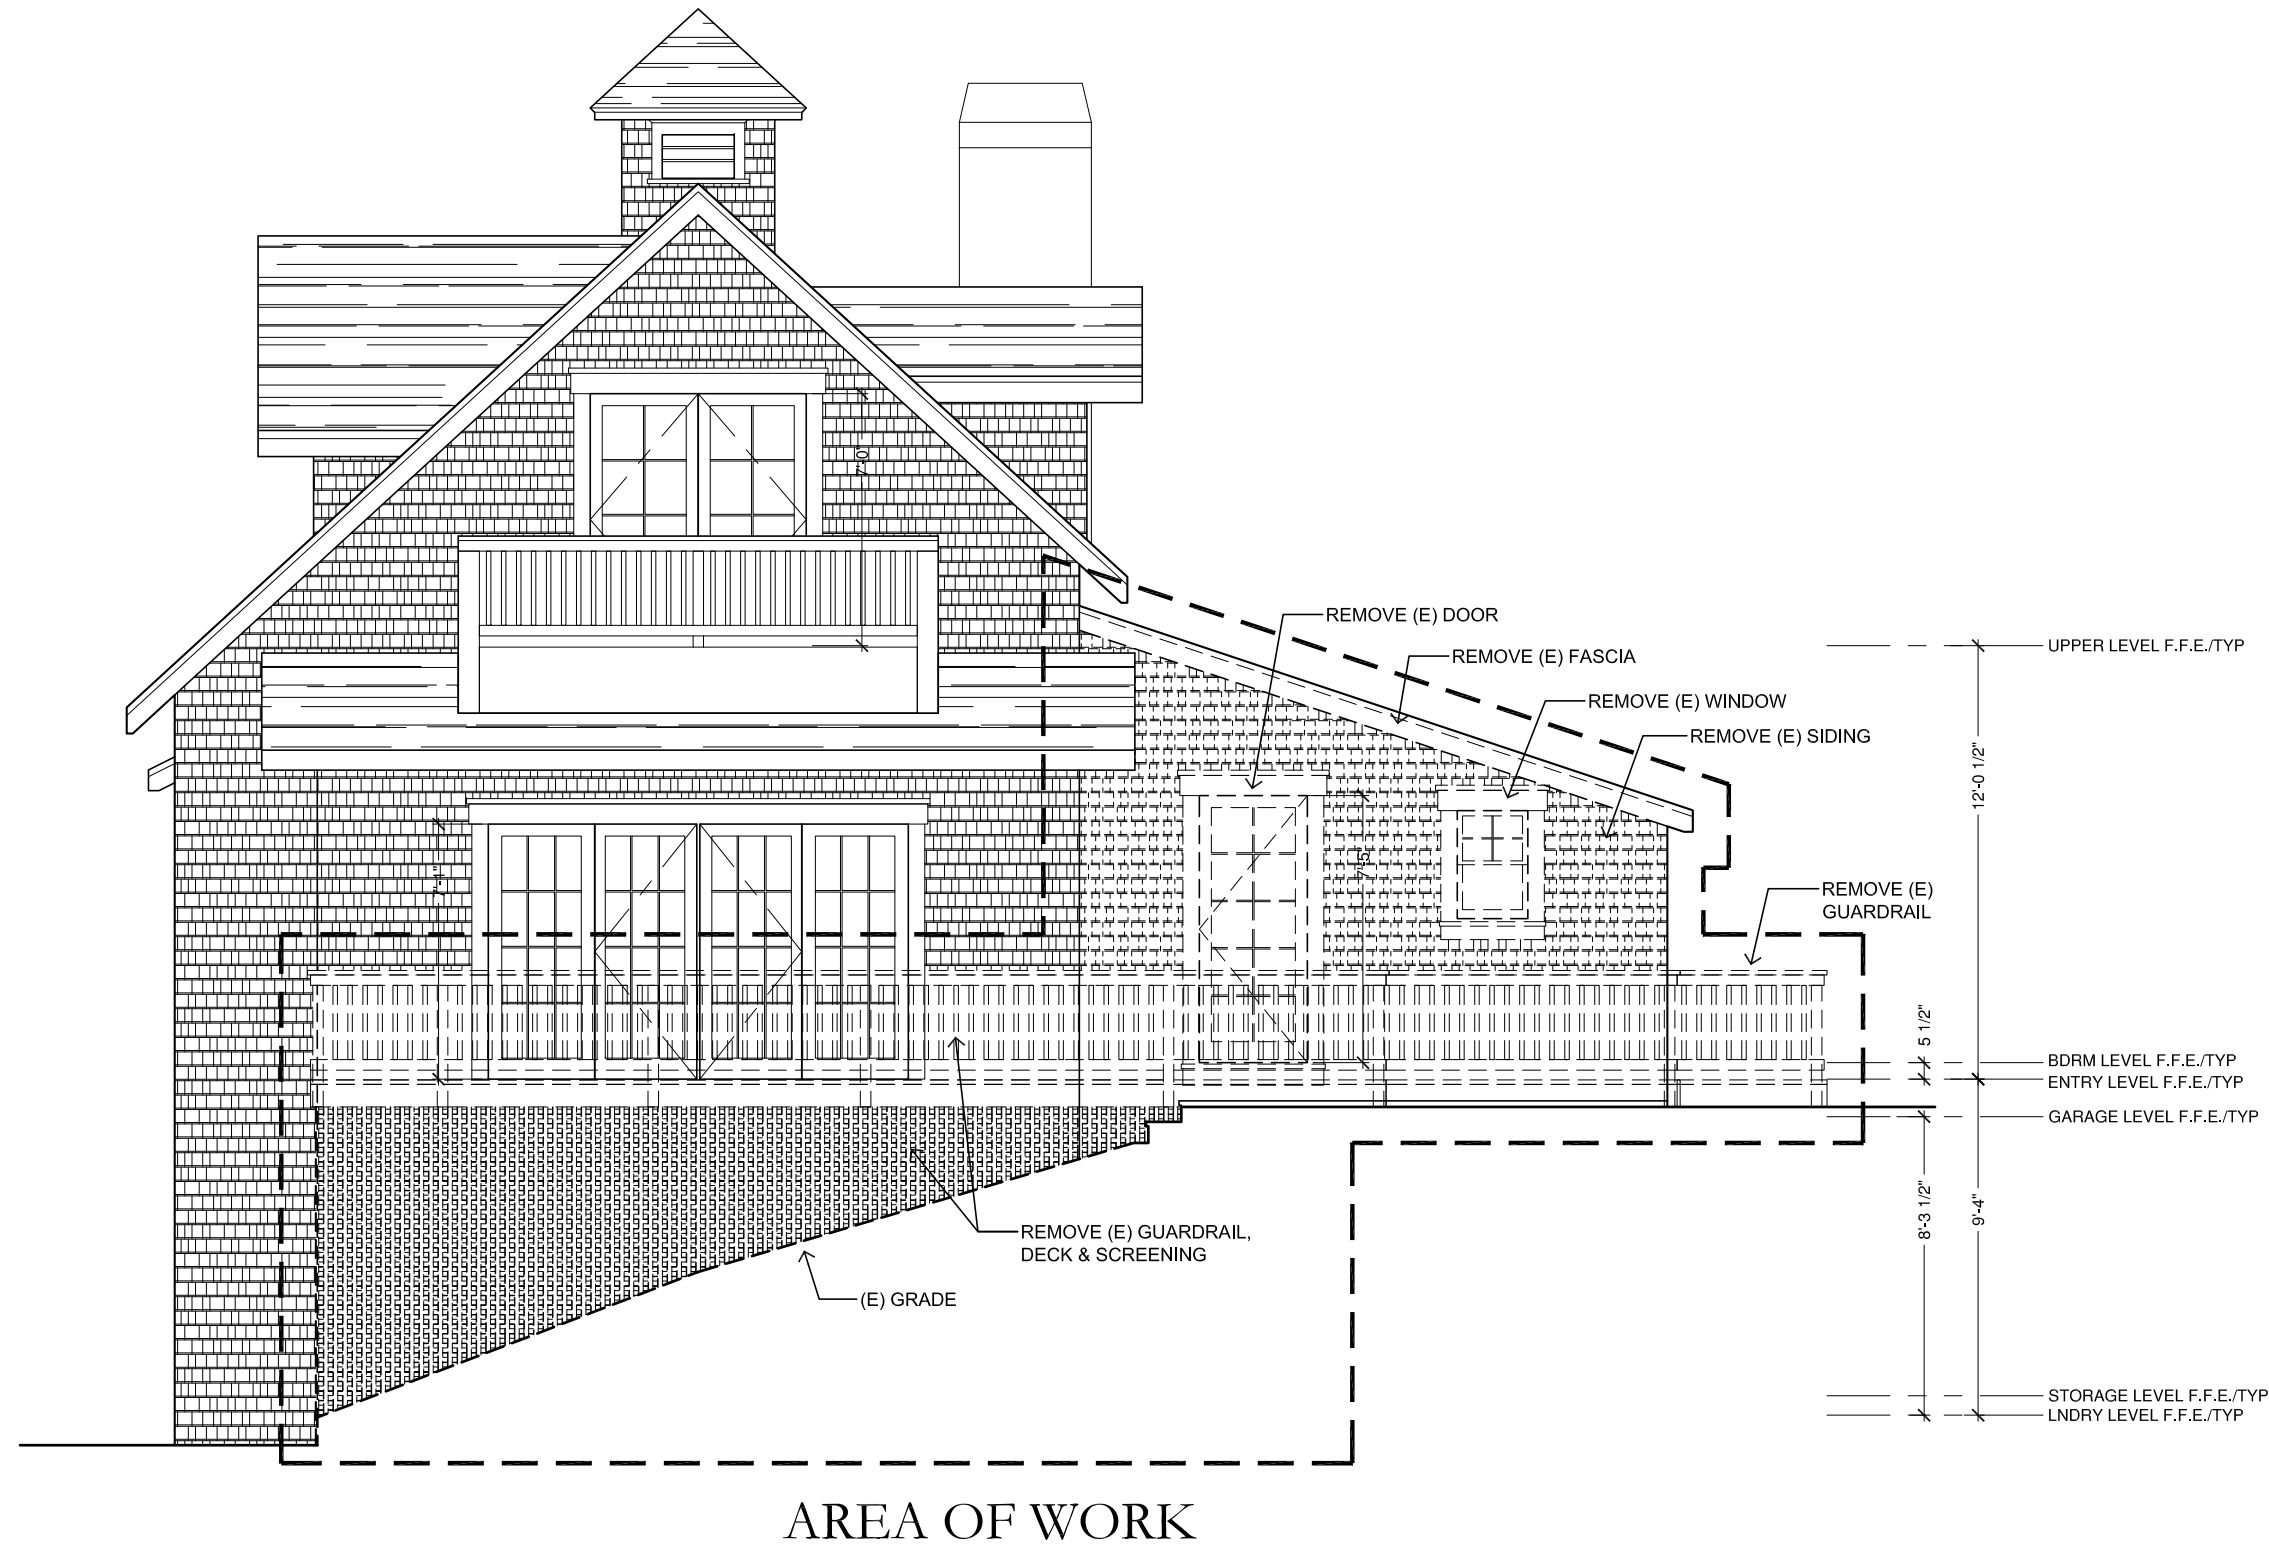 7'-0"
REMOVE (E) DOOR
UPPER LEVEL F.F.E./TYP
REMOVE (E) FASCIA
REMOVE (E) WINDOW
REMOVE (E) SIDING
12'-0 1/2"
7'-1"
7'-5"
REMOVE (E)
GUARDRAIL
5 1/2"
BDRM LEVEL F.F.E./TYP
ENTRY LEVEL F.F.E./TYP
GARAGE LEVEL F.F.E./TYP
8'-3 1/2"
9'-4"
REMOVE (E) GUARDRAIL,
DECK & SCREENING
(E) GRADE
STORAGE LEVEL F.F.E./TYP
LNDRY LEVEL F.F.E./TYP
AREA OF WORK